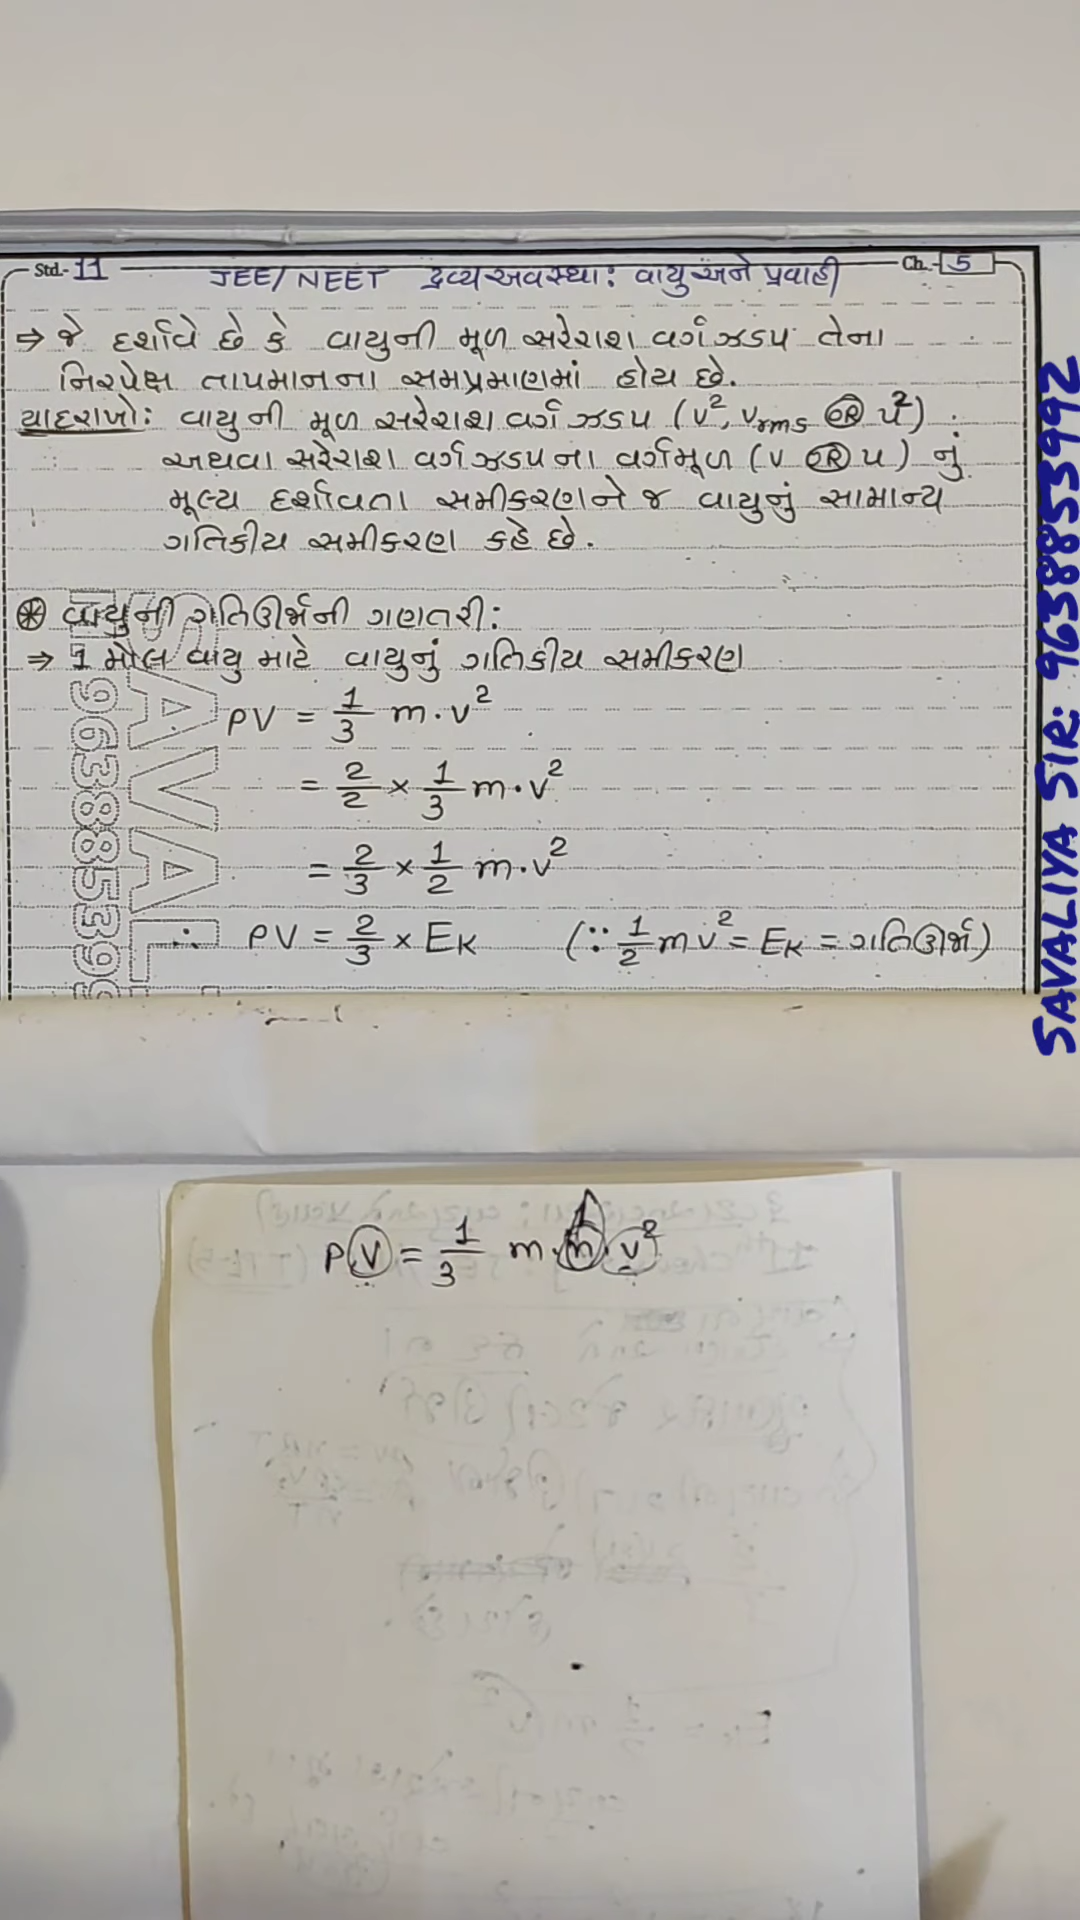 Std.- 11 JEE/NEET દ્રવ્ય અવસ્થા: વાયુ અને પ્રવાહી Ch.- 5
⇒ જે દર્શાવે છે કે વાયુની મૂળ સરેરાશ વર્ગ ઝડપ તેના
નિરપેક્ષ તાપમાનના સમપ્રમાણમાં હોય છે.
યાદરાખો: વાયુની મૂળ સરેરાશ વર્ગ ઝડપ (v², vrms OR u²)
અથવા સરેરાશ વર્ગ ઝડપના વર્ગમૂળ (v OR u) નું
મૂલ્ય દર્શાવતા સમીકરણને જ વાયુનું સામાન્ય
ગતિકીય સમીકરણ કહે છે.
⊛ વાયુની ગતિઊર્જાની ગણતરી:
⇒ 1 મોલ વાયુ માટે વાયુનું ગતિકીય સમીકરણ
PV = 1/3 m.v²
= 2/2 × 1/3 m.v²
= 2/3 × 1/2 m.v²
∴ PV = 2/3 × EK (∵ 1/2 mv² = EK = ગતિઊર્જા)
SAVALIYA SIR: 9638853992
PV = 1/3 m.n.v²
1